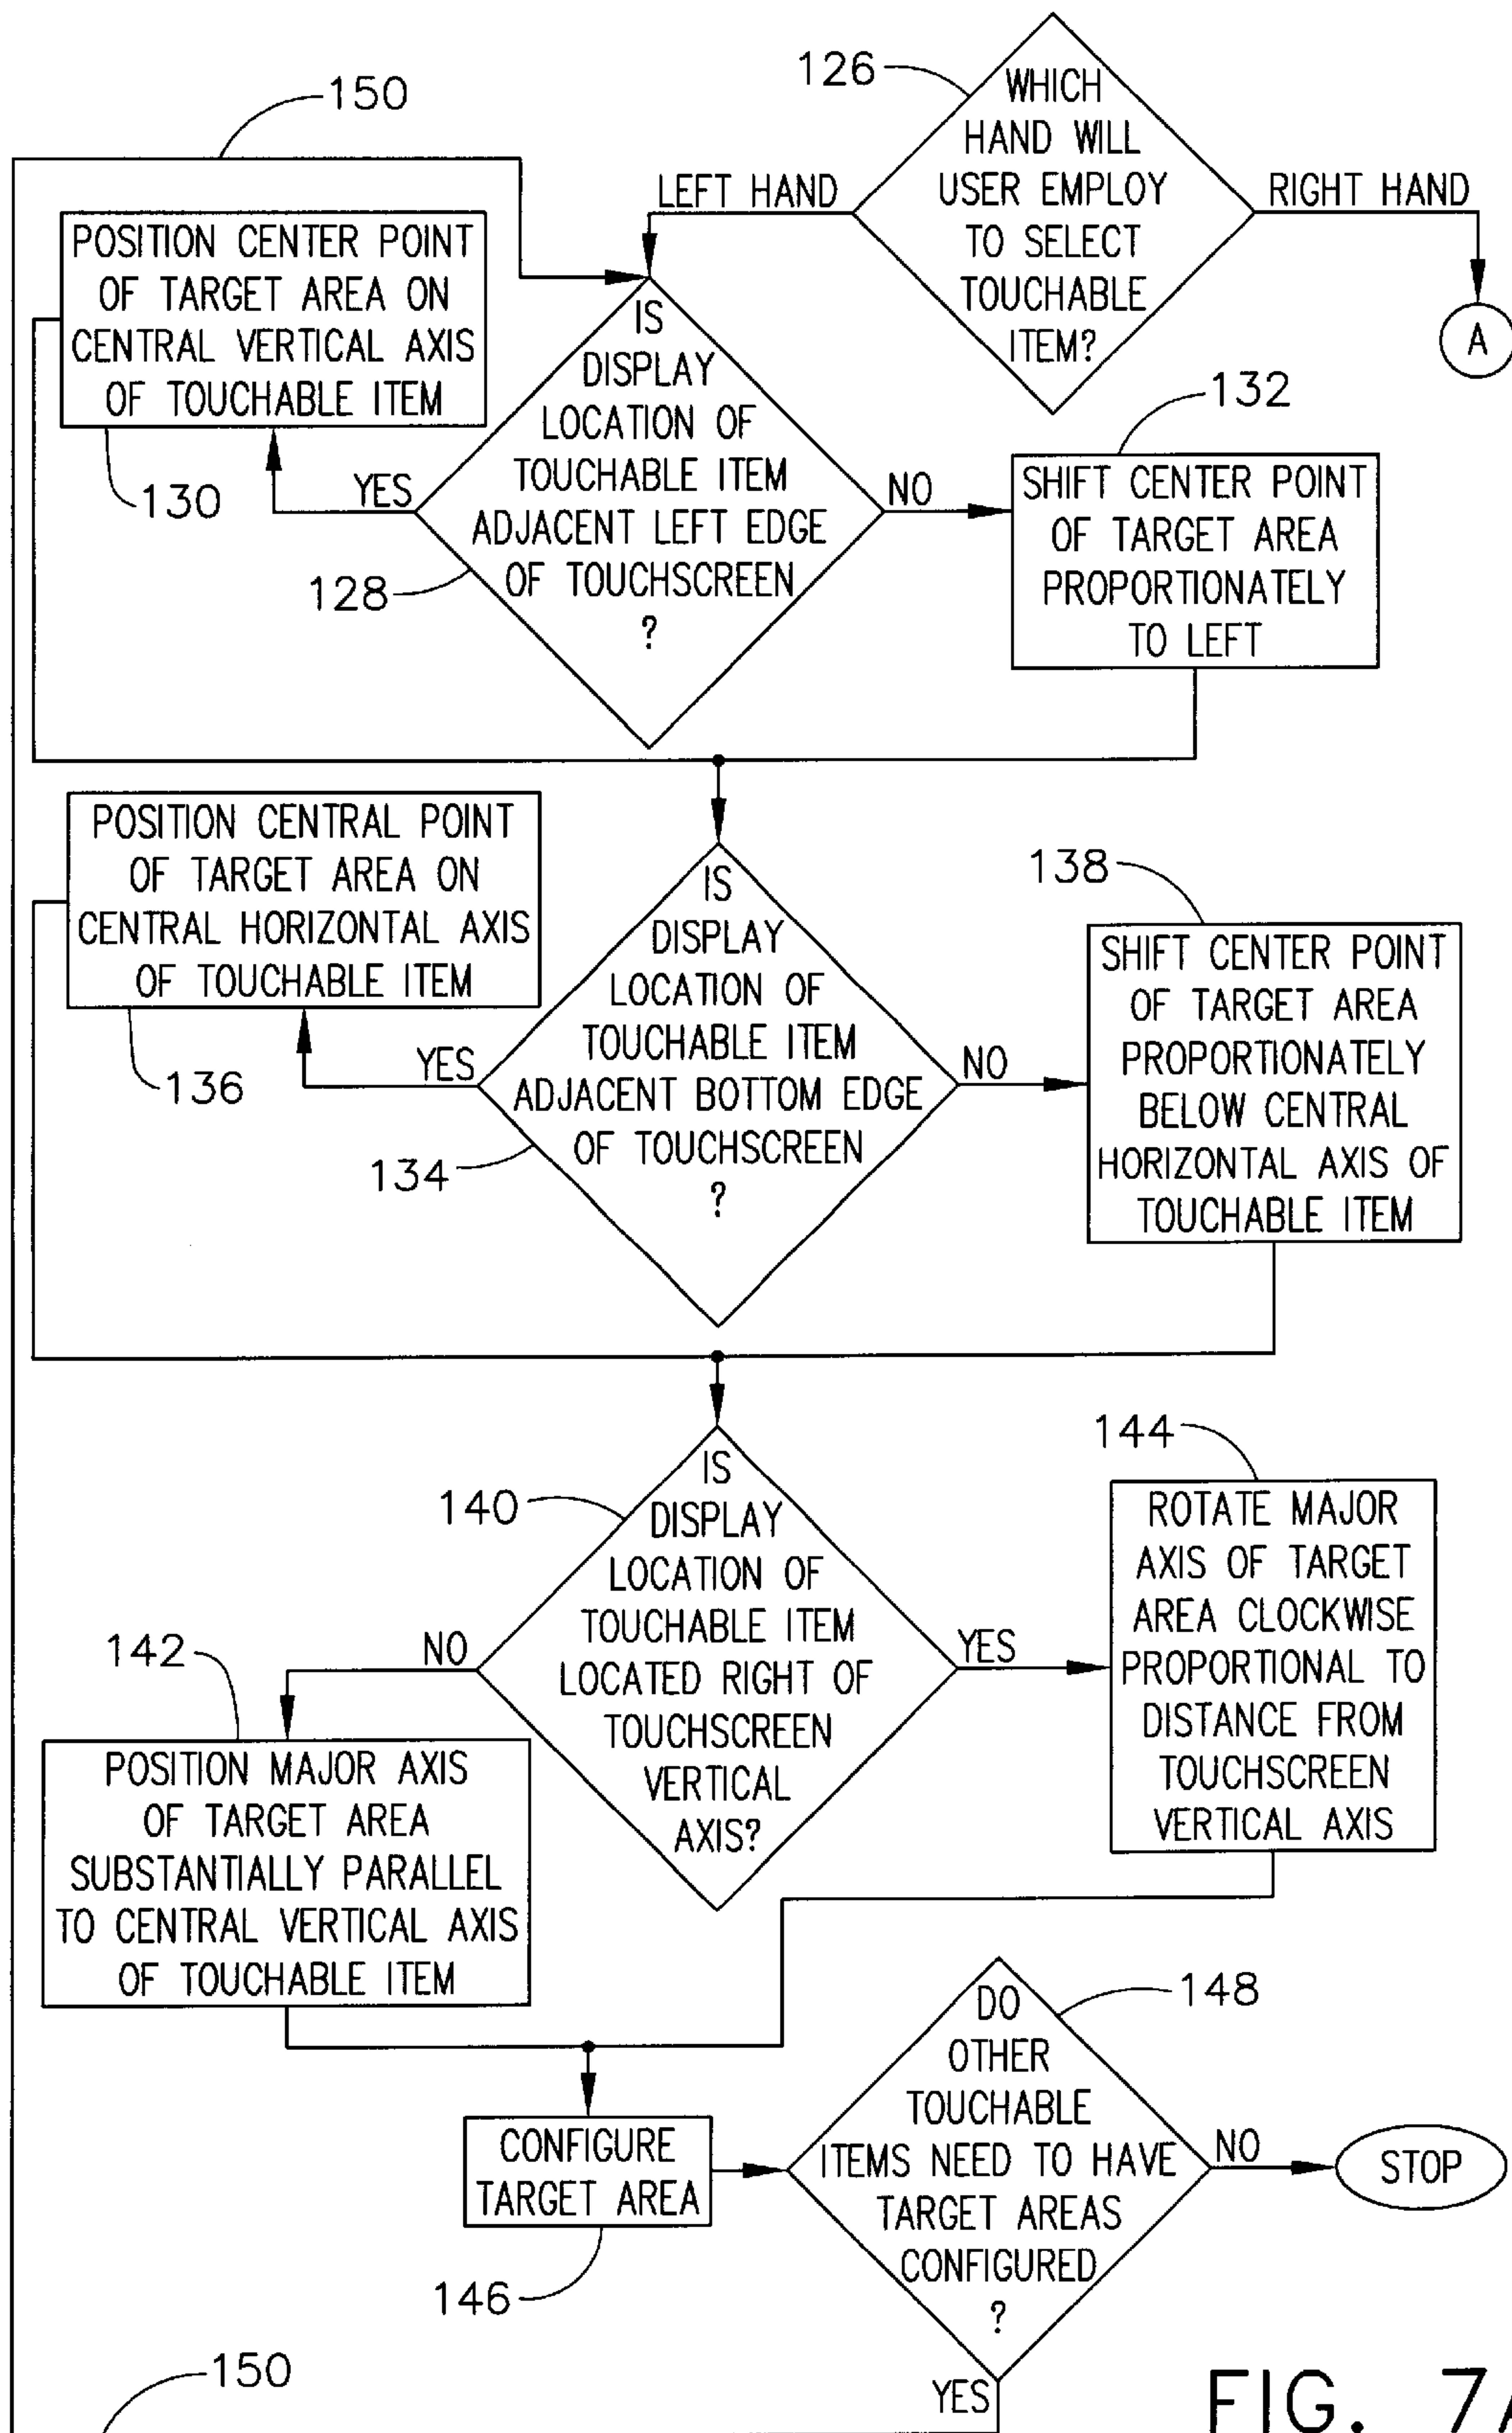 126
WHICH
HAND WILL
USER EMPLOY
TO SELECT
TOUCHABLE
ITEM?
LEFT HAND
RIGHT HAND
A
150
POSITION CENTER POINT
OF TARGET AREA ON
CENTRAL VERTICAL AXIS
OF TOUCHABLE ITEM
130
YES
IS
DISPLAY
LOCATION OF
TOUCHABLE ITEM
ADJACENT LEFT EDGE
OF TOUCHSCREEN
?
128
NO
132
SHIFT CENTER POINT
OF TARGET AREA
PROPORTIONATELY
TO LEFT
POSITION CENTRAL POINT
OF TARGET AREA ON
CENTRAL HORIZONTAL AXIS
OF TOUCHABLE ITEM
136
YES
IS
DISPLAY
LOCATION OF
TOUCHABLE ITEM
ADJACENT BOTTOM EDGE
OF TOUCHSCREEN
?
134
NO
138
SHIFT CENTER POINT
OF TARGET AREA
PROPORTIONATELY
BELOW CENTRAL
HORIZONTAL AXIS OF
TOUCHABLE ITEM
140
IS
DISPLAY
LOCATION OF
TOUCHABLE ITEM
LOCATED RIGHT OF
TOUCHSCREEN
VERTICAL
AXIS?
NO
YES
142
POSITION MAJOR AXIS
OF TARGET AREA
SUBSTANTIALLY PARALLEL
TO CENTRAL VERTICAL AXIS
OF TOUCHABLE ITEM
144
ROTATE MAJOR
AXIS OF TARGET
AREA CLOCKWISE
PROPORTIONAL TO
DISTANCE FROM
TOUCHSCREEN
VERTICAL AXIS
CONFIGURE
TARGET AREA
146
148
DO
OTHER
TOUCHABLE
ITEMS NEED TO HAVE
TARGET AREAS
CONFIGURED
?
NO
STOP
YES
150
FIG. 7A